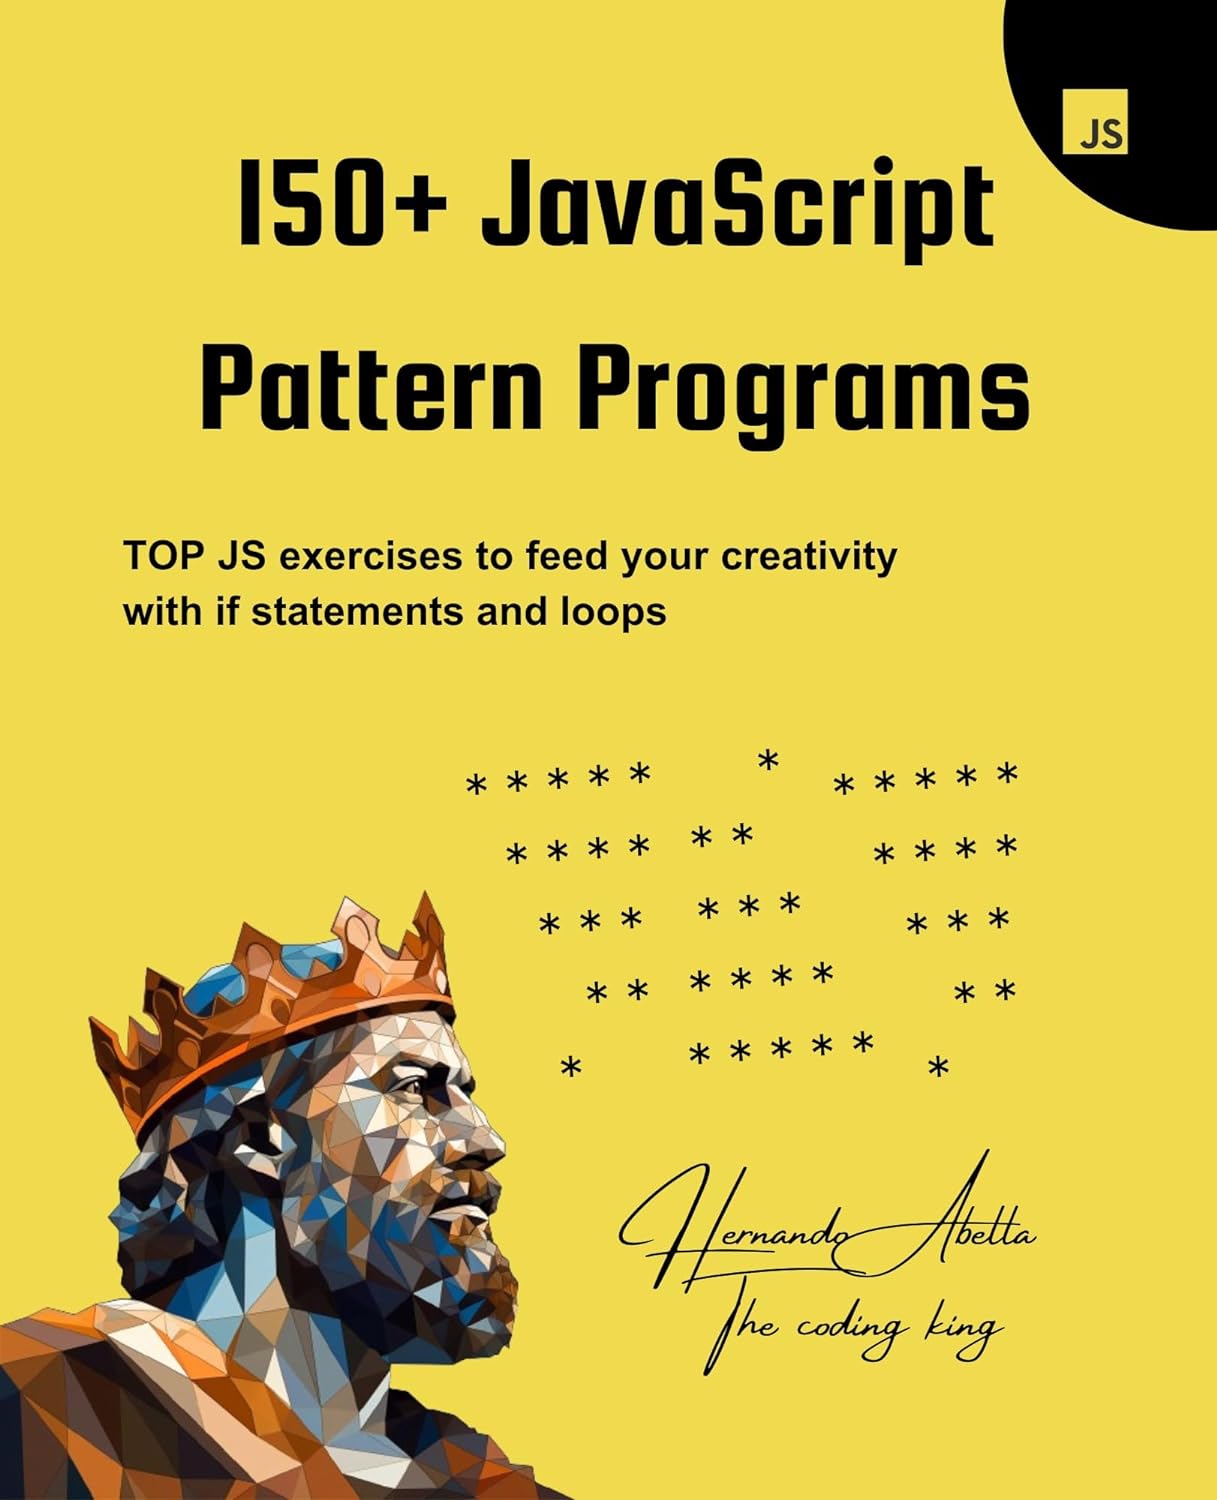 JS
150+ JavaScript
Pattern Programs
TOP JS exercises to feed your creativity
with if statements and loops
* * * * * * * * * * *
* * * * * * * * * *
* * * * * * * * *
* * * * * * * *
* * * * * * *
Hernando Abella
The coding king